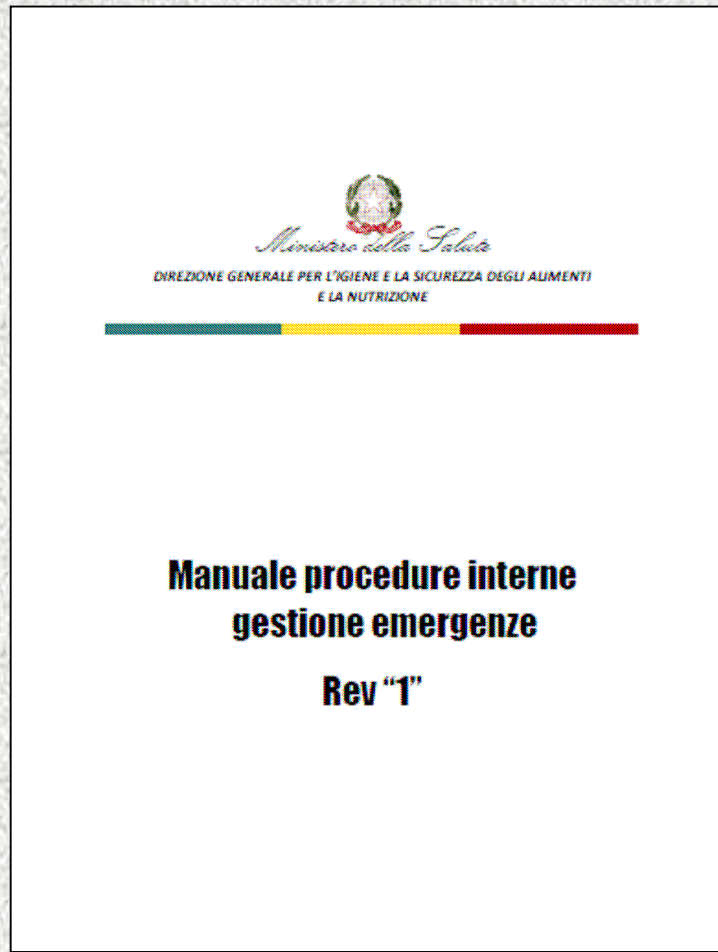 Ministero della Salute
DIREZIONE GENERALE PER L'IGIENE E LA SICUREZZA DEGLI ALIMENTI
E LA NUTRIZIONE
Manuale procedure interne
gestione emergenze
Rev “1”